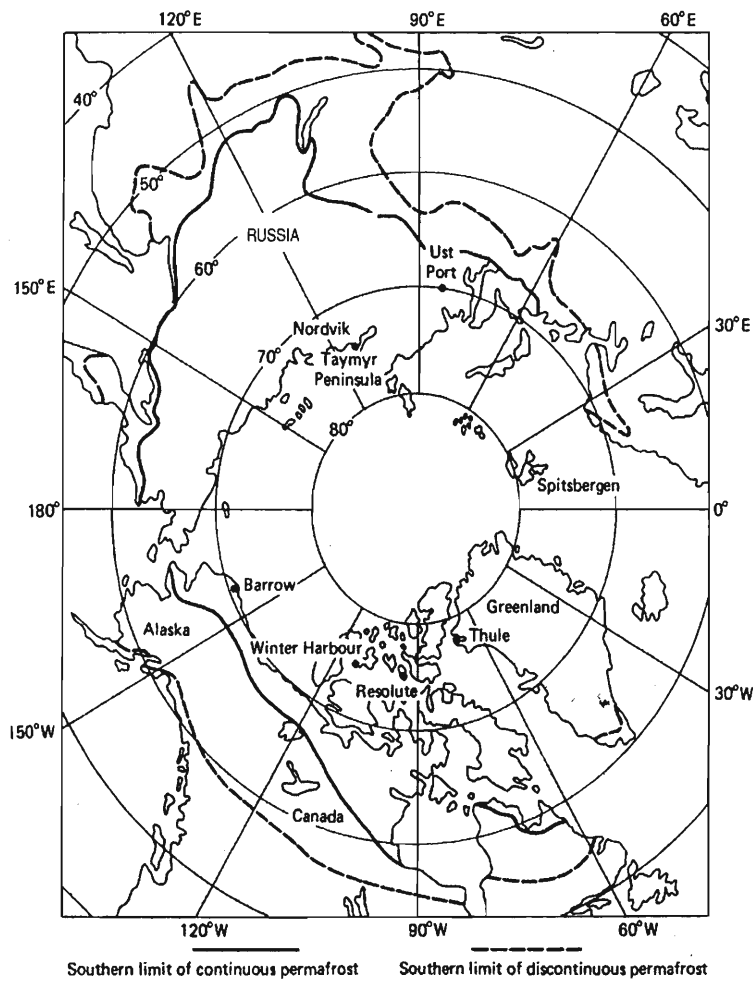 120°E 90°E 60°E
40°
50°
RUSSIA
60°
Ust
Port
150°E
30°E
Nordvik
70°
Taymyr
Peninsula
80°
Spitsbergen
180°
0°
Barrow
Greenland
Alaska
Thule
Winter Harbour
Resolute
30°W
150°W
Canada
120°W 90°W 60°W
Southern limit of continuous permafrost Southern limit of discontinuous permafrost